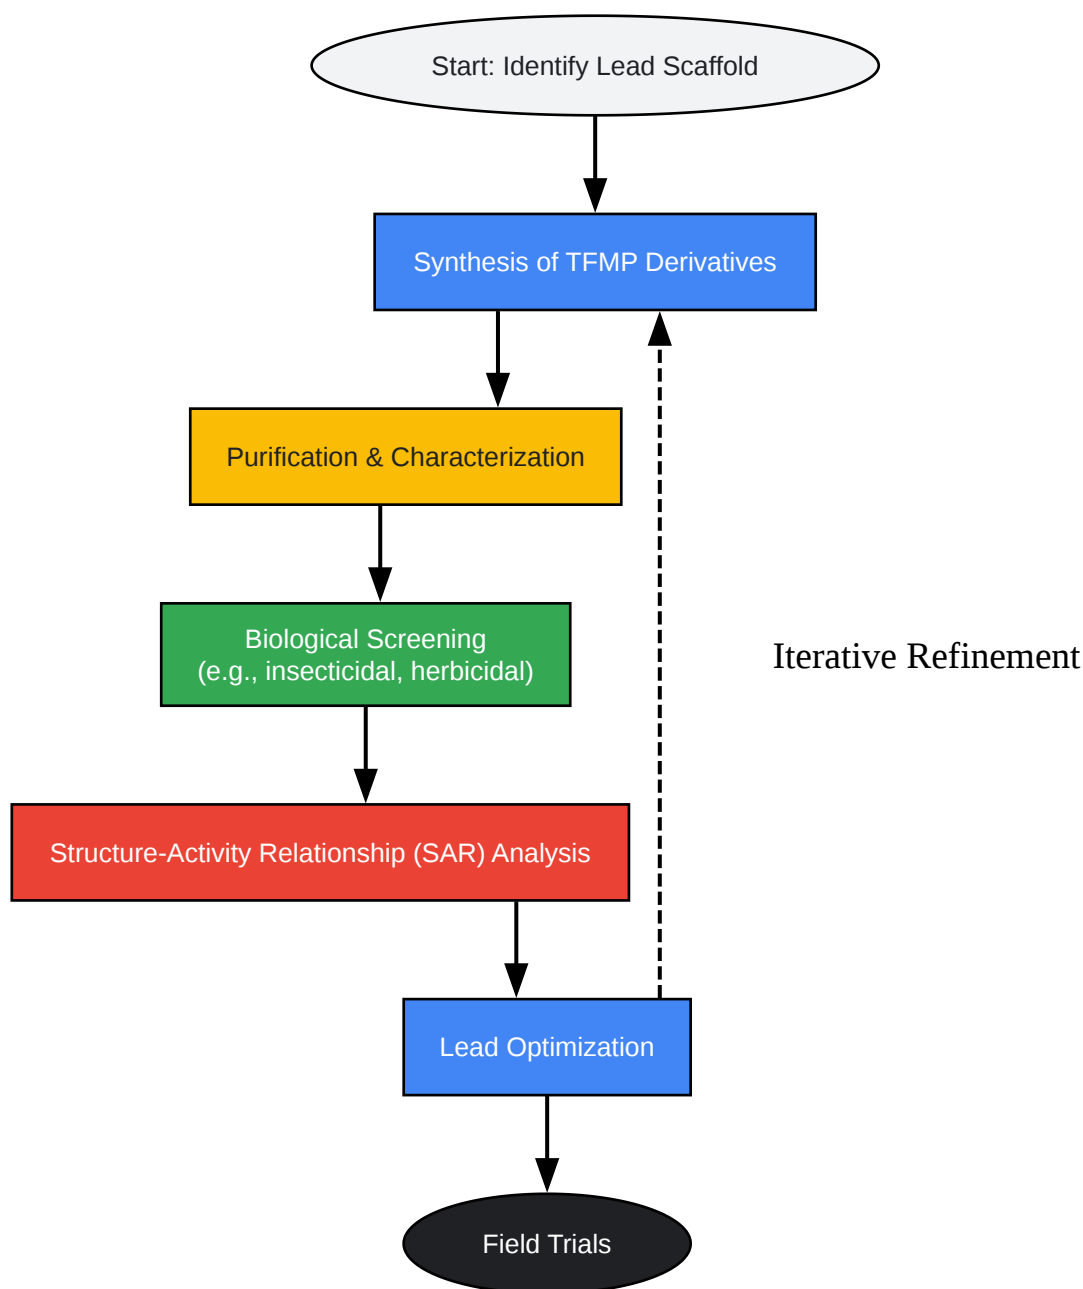 Start: Identify Lead Scaffold
Synthesis of TFMP Derivatives
Purification & Characterization
Biological Screening
(e.g., insecticidal, herbicidal)
Iterative Refinement
Structure-Activity Relationship (SAR) Analysis
Lead Optimization
Field Trials